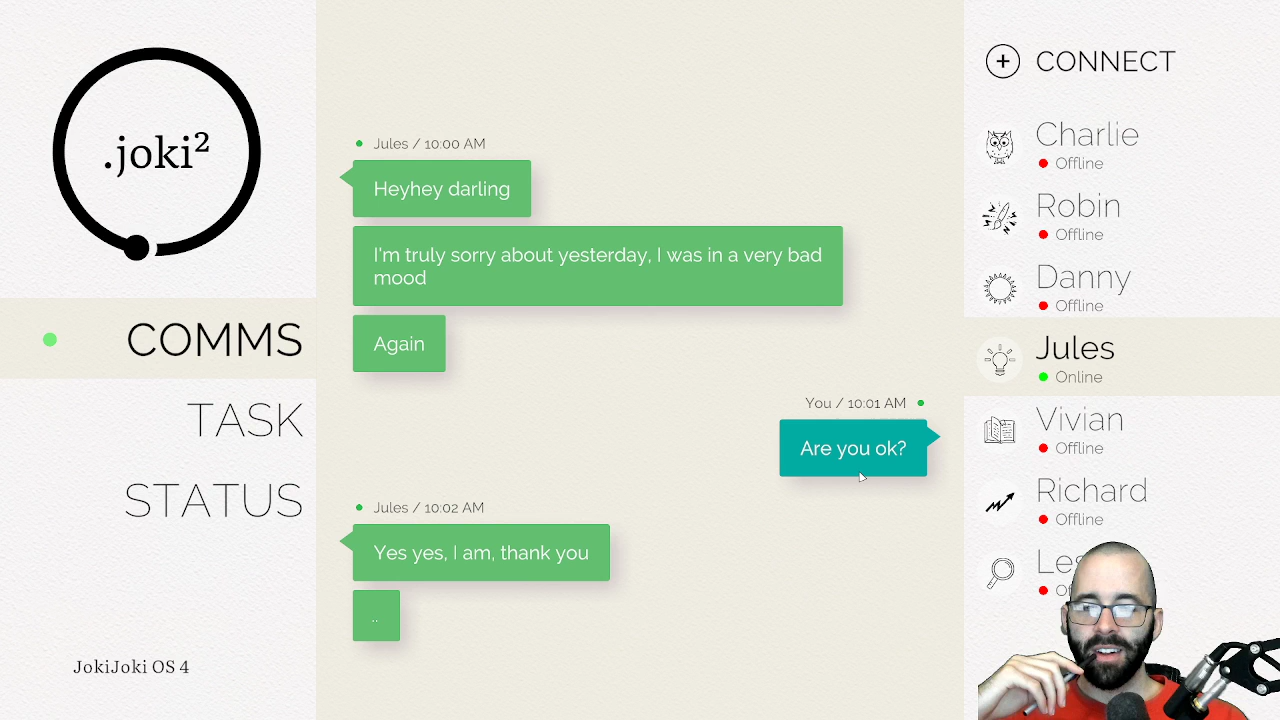 .joki²
COMMS
TASK
STATUS
JokiJoki OS 4
Jules / 10:00 AM
Heyhey darling
I'm truly sorry about yesterday, I was in a very bad
mood
Again
You / 10:01 AM
Are you ok?
Jules / 10:02 AM
Yes yes, I am, thank you
..
+ CONNECT
Charlie
Offline
Robin
Offline
Danny
Offline
Jules
Online
Vivian
Offline
Richard
Offline